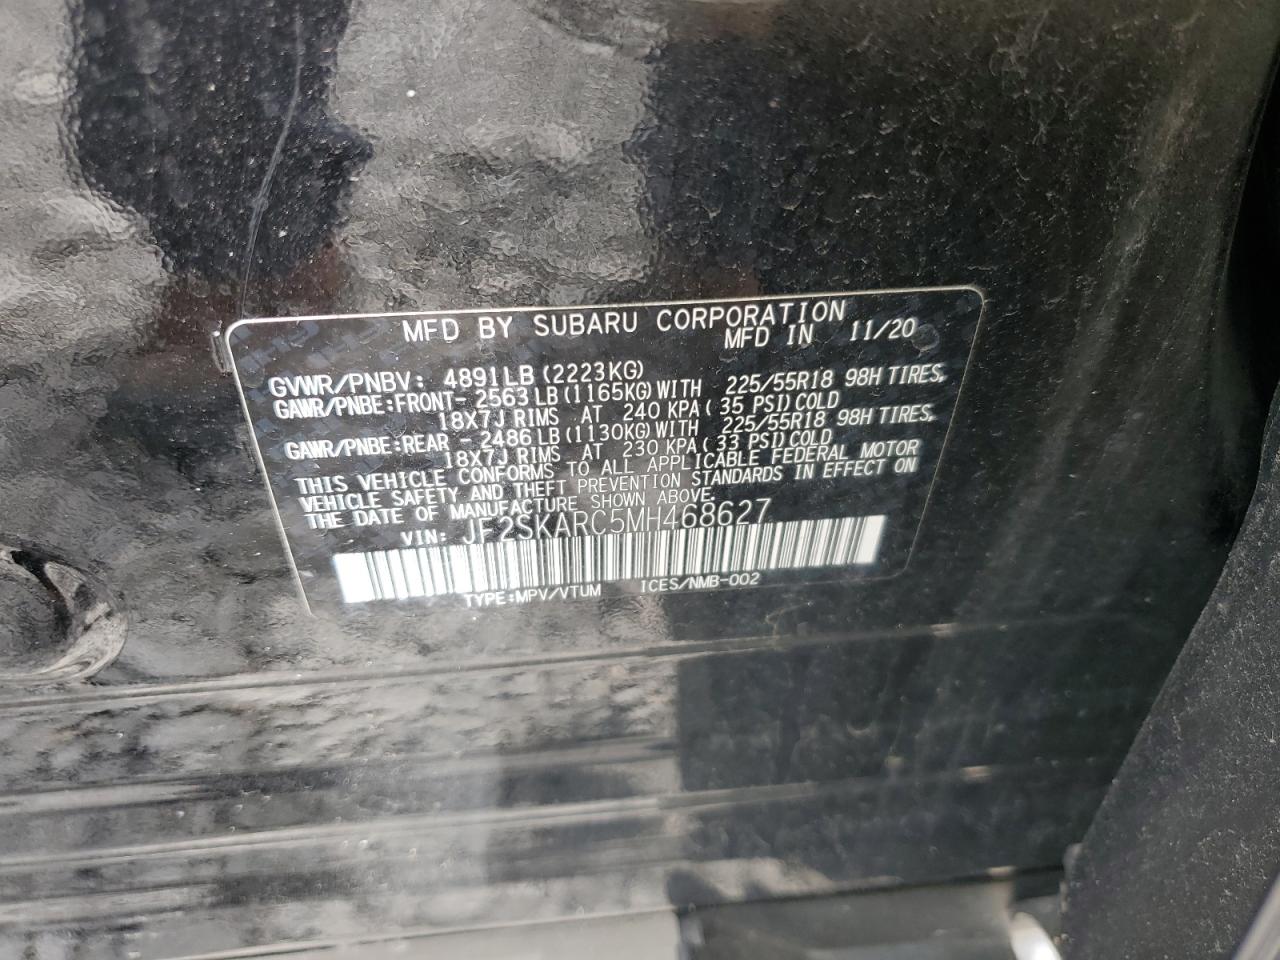 MFD BY SUBARU CORPORATION
MFD IN 11/20
GVWR/PNBV: 4891LB (2223KG)
GAWR/PNBE:FRONT- 2563LB(1165KG)WITH 225/55R18 98H TIRES,
18X7J RIMS AT 240 KPA(35 PSI)COLD
GAWR/PNBE:REAR - 2486LB(1130KG)WITH 225/55R18 98H TIRES,
18X7J RIMS AT 230 KPA(33 PSI)COLD
THIS VEHICLE CONFORMS TO ALL APPLICABLE FEDERAL MOTOR
VEHICLE SAFETY AND THEFT PREVENTION STANDARDS IN EFFECT ON
THE DATE OF MANUFACTURE SHOWN ABOVE.
VIN: JF2SKARC5MH468627
TYPE:MPV/VTUM ICES/NMB-002